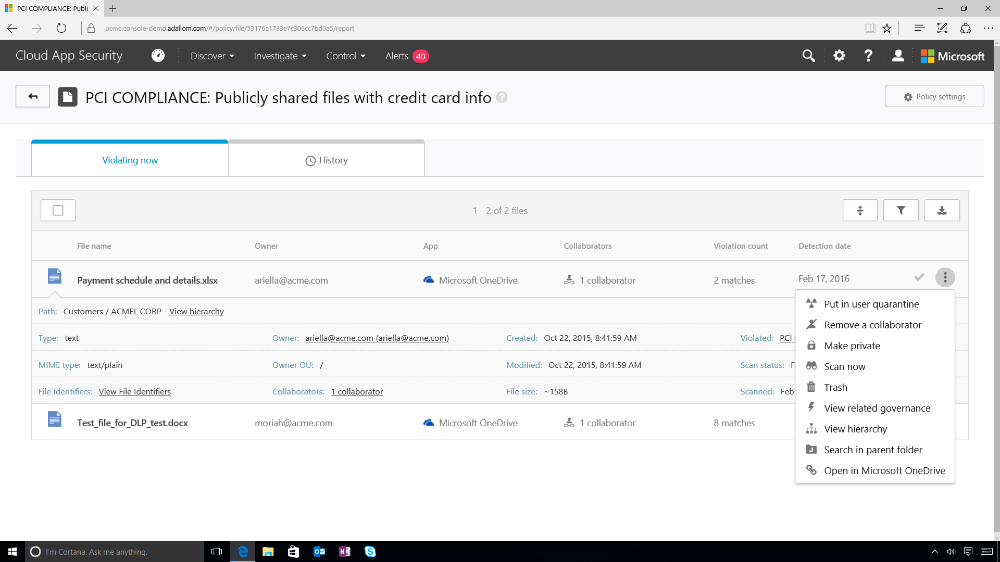 PCI COMPLIANCE: Publi
acme.console-demo.adallom.com/#/policy/file/53176a1733e7c306cc7bd0a5/report
Cloud App Security
Discover
Investigate
Control
Alerts 40
?
Microsoft
PCI COMPLIANCE: Publicly shared files with credit card info ?
Policy settings
Violating now
History
1 - 2 of 2 files
File name Owner App Collaborators Violation count Detection date
Payment schedule and details.xlsx ariella@acme.com Microsoft OneDrive 1 collaborator 2 matches Feb 17, 2016
Path: Customers / ACMEL CORP - View hierarchy
Type: text Owner: ariella@acme.com (ariella@acme.com) Created: Oct 22, 2015, 8:41:59 AM Violated: PCI
MIME type: text/plain Owner OU: / Modified: Oct 22, 2015, 8:41:59 AM Scan status: F
File Identifiers: View File Identifiers Collaborators: 1 collaborator File size: ~158B Scanned: Feb
Test_file_for_DLP_test.docx moriah@acme.com Microsoft OneDrive 1 collaborator 8 matches
Put in user quarantine
Remove a collaborator
Make private
Scan now
Trash
View related governance
View hierarchy
Search in parent folder
Open in Microsoft OneDrive
I'm Cortana. Ask me anything.